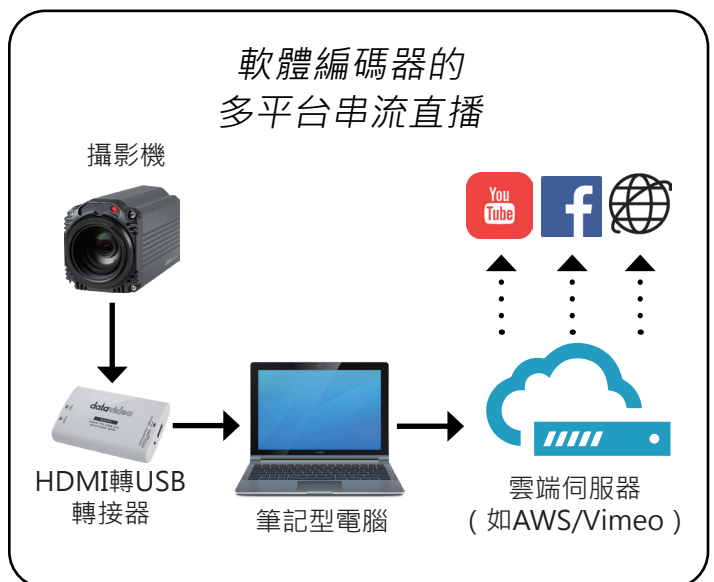 軟體編碼器的
多平台串流直播
攝影機
You
Tube
f
datavideo
HDMI轉USB
轉接器
筆記型電腦
雲端伺服器
(如AWS/Vimeo)